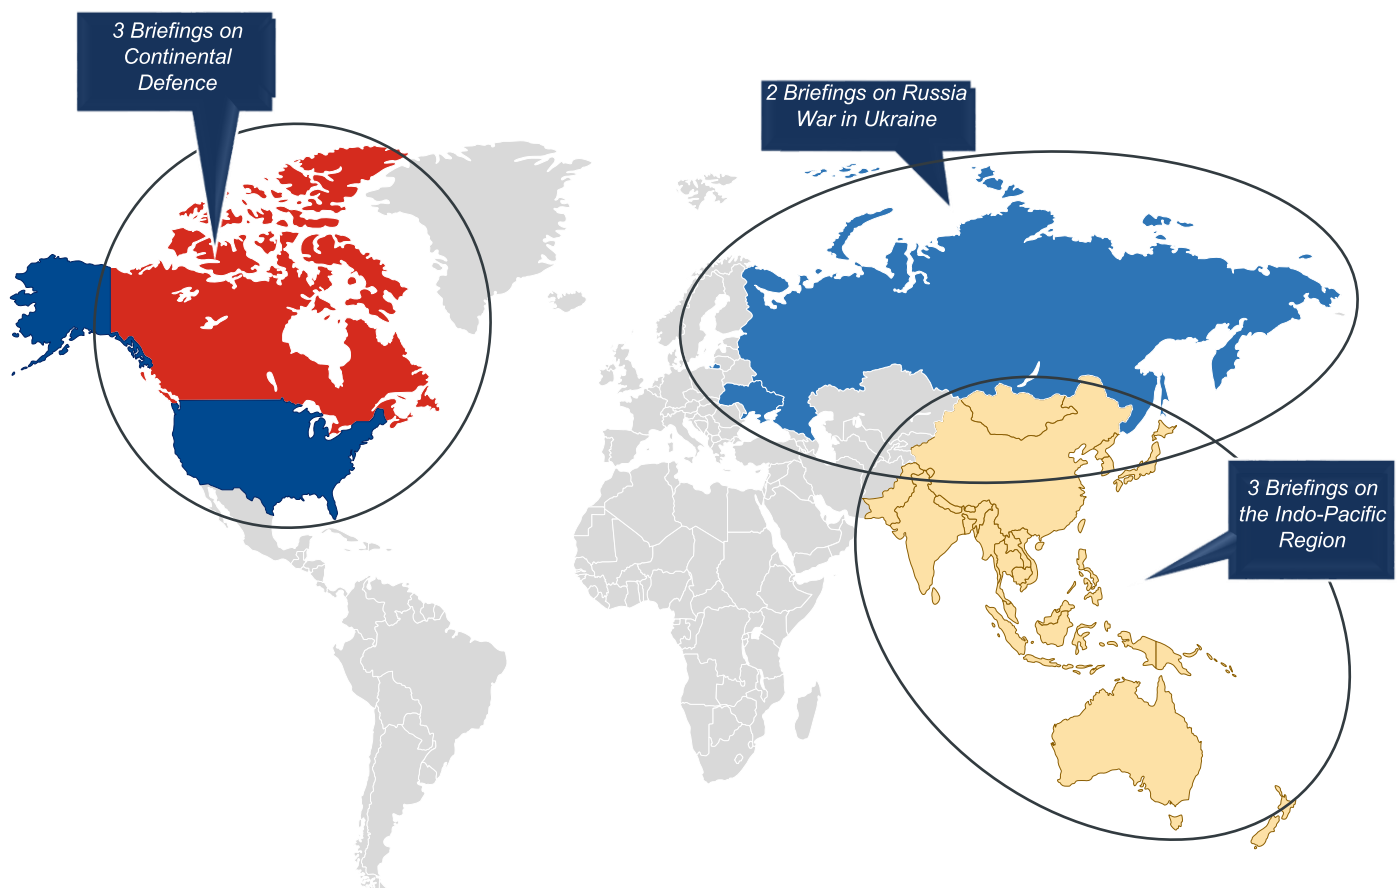 3 Briefings on
Continental
Defence
2 Briefings on Russia
War in Ukraine
3 Briefings on
the Indo-Pacific
Region